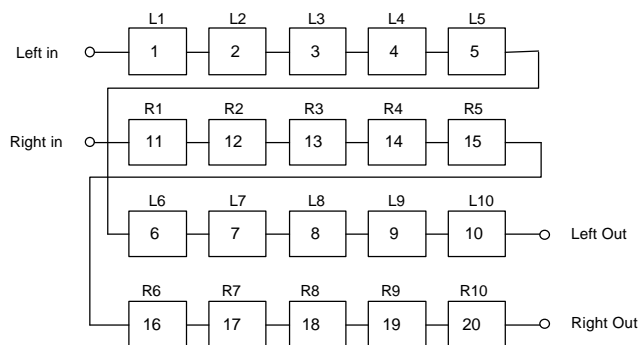 L1 L2 L3 L4 L5
Left in 1 2 3 4 5
R1 R2 R3 R4 R5
Right in 11 12 13 14 15
L6 L7 L8 L9 L10
6 7 8 9 10 Left Out
R6 R7 R8 R9 R10
16 17 18 19 20 Right Out